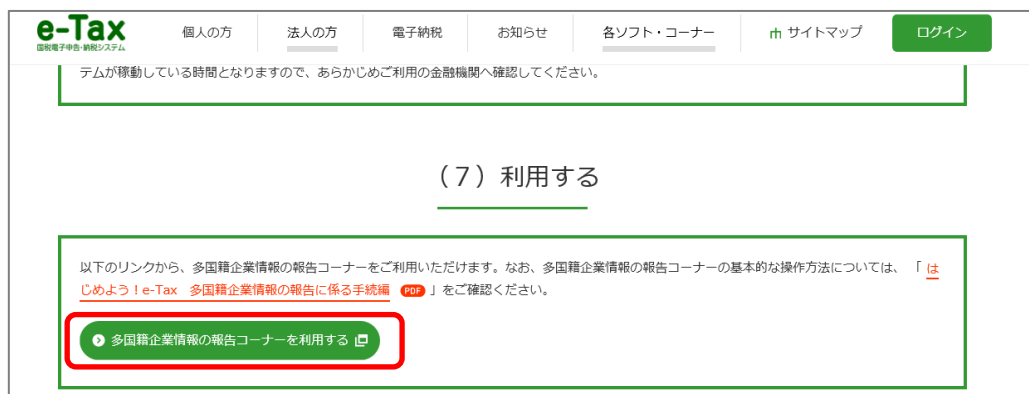 e-Tax
国税電子申告・納税システム
個人の方
法人の方
電子納税
お知らせ
各ソフト・コーナー
サイトマップ
ログイン
テムが稼動している時間となりますので、あらかじめご利用の金融機関へ確認してください。
（７）利用する
以下のリンクから、多国籍企業情報の報告コーナーをご利用いただけます。なお、多国籍企業情報の報告コーナーの基本的な操作方法については、「は
じめよう！e-Tax 多国籍企業情報の報告に係る手続編 PDF 」をご確認ください。
多国籍企業情報の報告コーナーを利用する